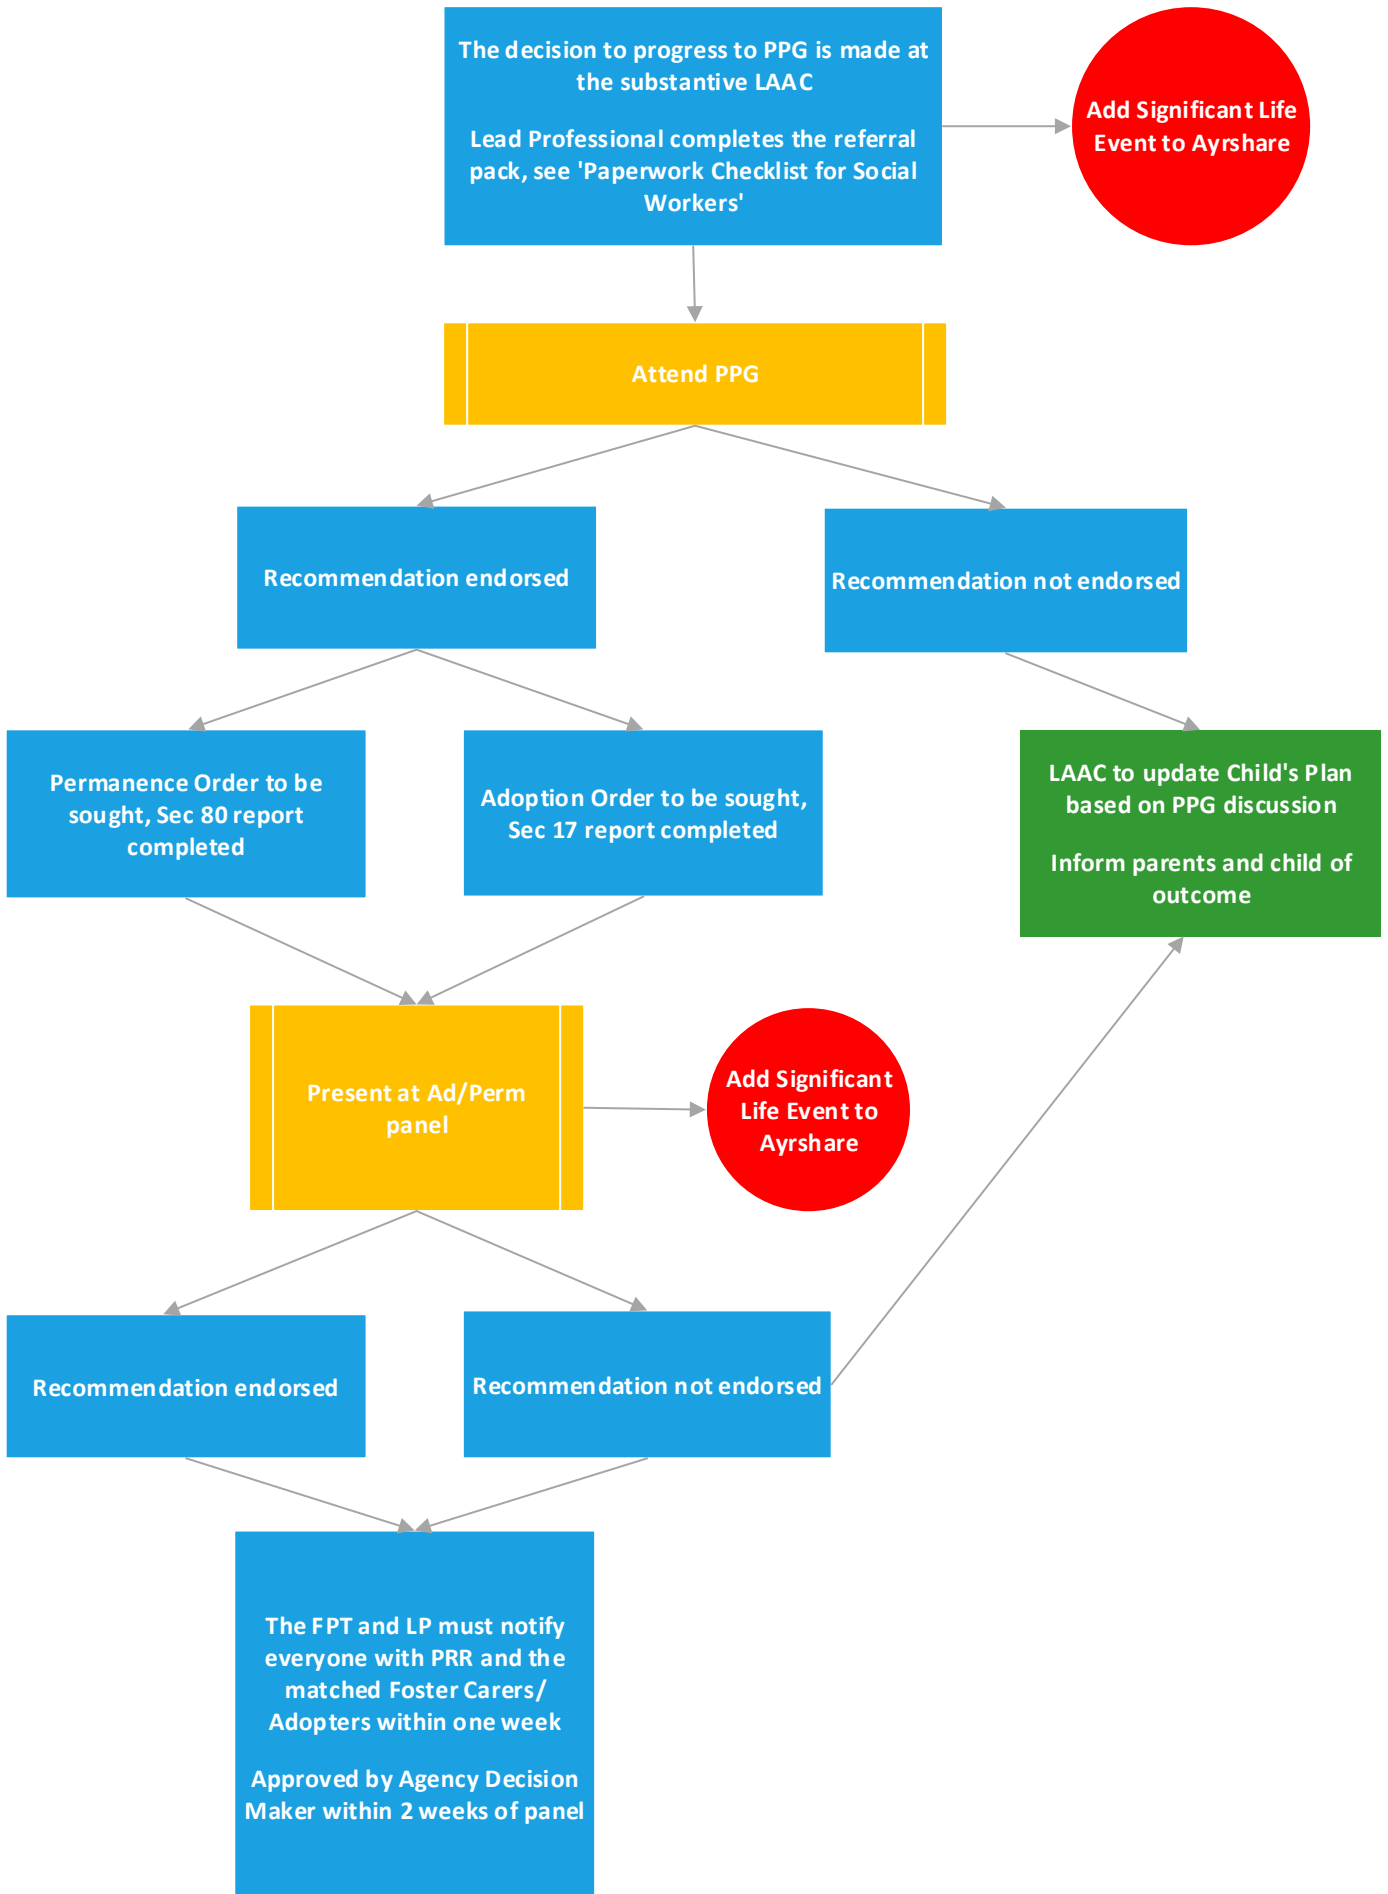 The decision to progress to PPG is made at
the substantive LAAC
Lead Professional completes the referral
pack, see 'Paperwork Checklist for Social
Workers'
Add Significant Life
Event to Ayrshare
Attend PPG
Recommendation endorsed
Recommendation not endorsed
Permanence Order to be
sought, Sec 80 report
completed
Adoption Order to be sought,
Sec 17 report completed
LAAC to update Child's Plan
based on PPG discussion
Inform parents and child of
outcome
Present at Ad/Perm
panel
Add Significant
Life Event to
Ayrshare
Recommendation endorsed
Recommendation not endorsed
The FPT and LP must notify
everyone with PRR and the
matched Foster Carers/
Adopters within one week
Approved by Agency Decision
Maker within 2 weeks of panel